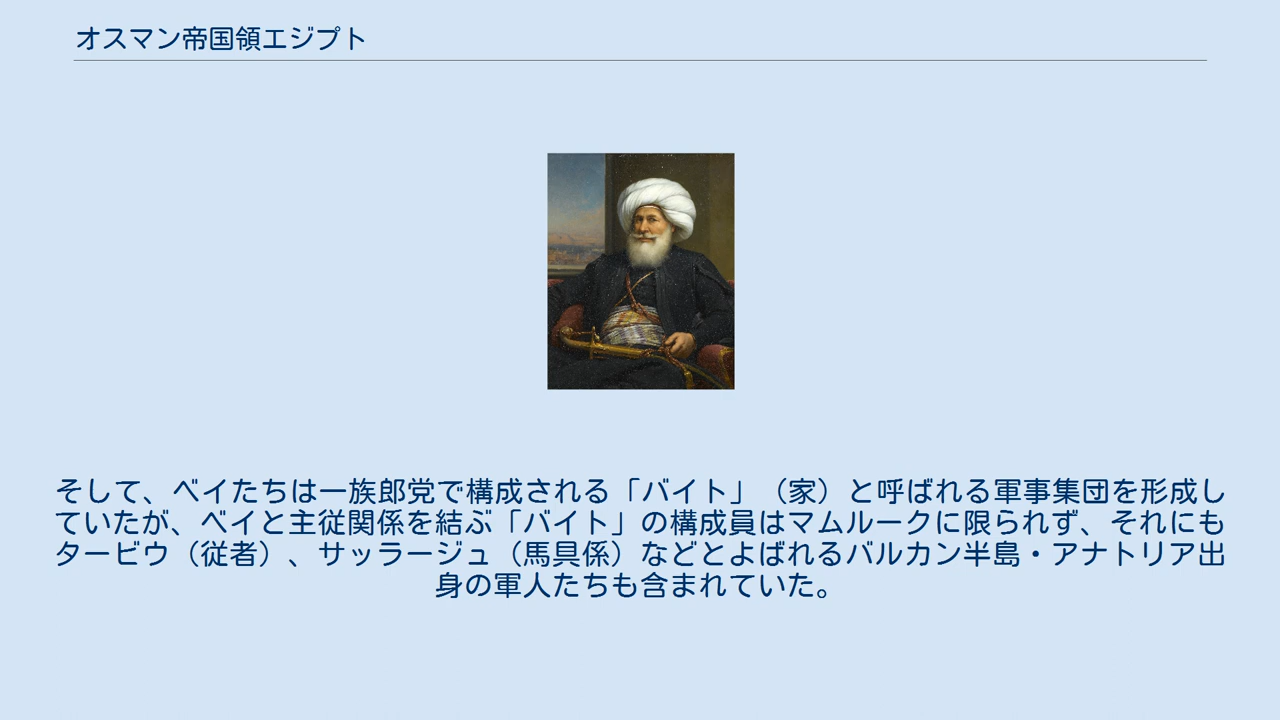 オスマン帝国領エジプト
そして、ベイたちは一族郎党で構成される「バイト」（家）と呼ばれる軍事集団を形成し
ていたが、ベイと主従関係を結ぶ「バイト」の構成員はマムルークに限られず、それにも
タービウ（従者）、サッラージュ（馬具係）などとよばれるバルカン半島・アナトリア出
身の軍人たちも含まれていた。